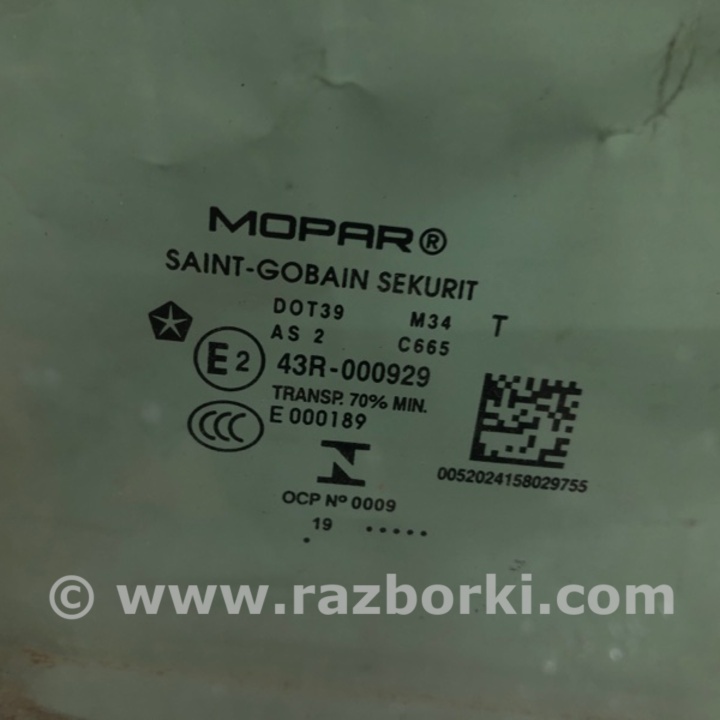 MOPAR®
SAINT-GOBAIN SEKURIT
DOT39 M34 T
AS 2 C665
E2 43R-000929
TRANSP. 70% MIN.
CCC E 000189
OCP Nº 0009
0052024158029755
19 .....
.
© www.razborki.com